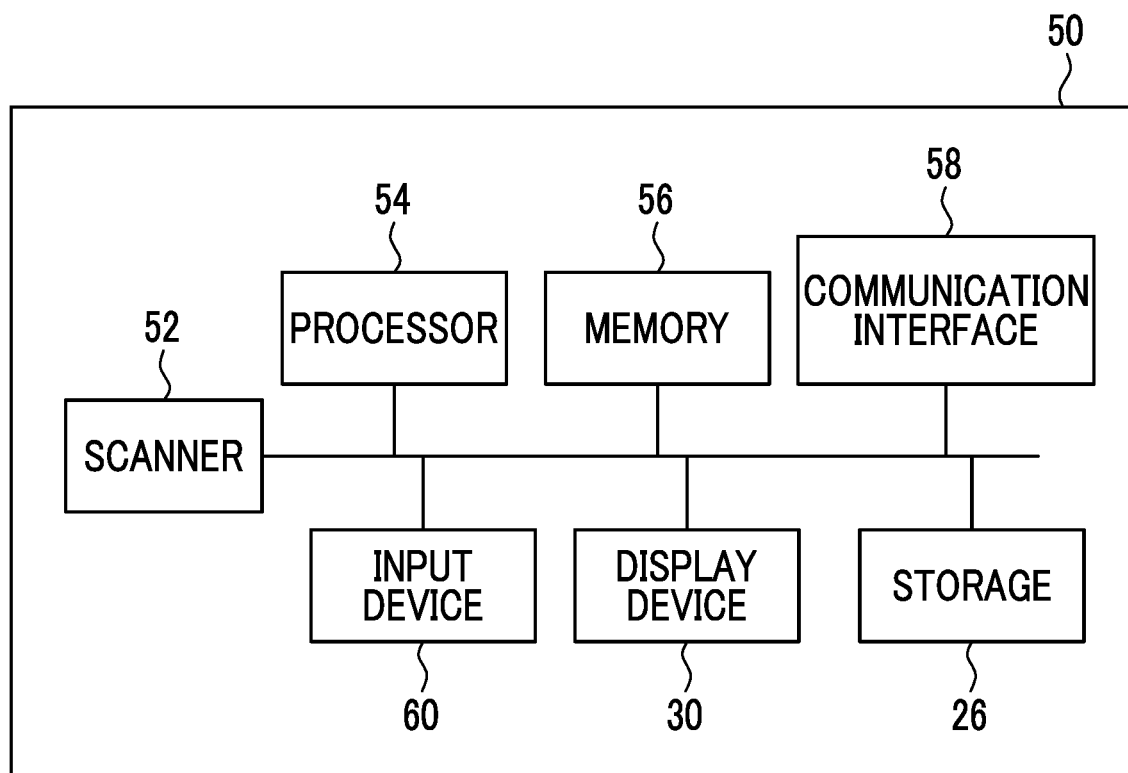 50
58
54
56
COMMUNICATION
INTERFACE
52
PROCESSOR
MEMORY
SCANNER
INPUT
DEVICE
DISPLAY
DEVICE
STORAGE
60
30
26